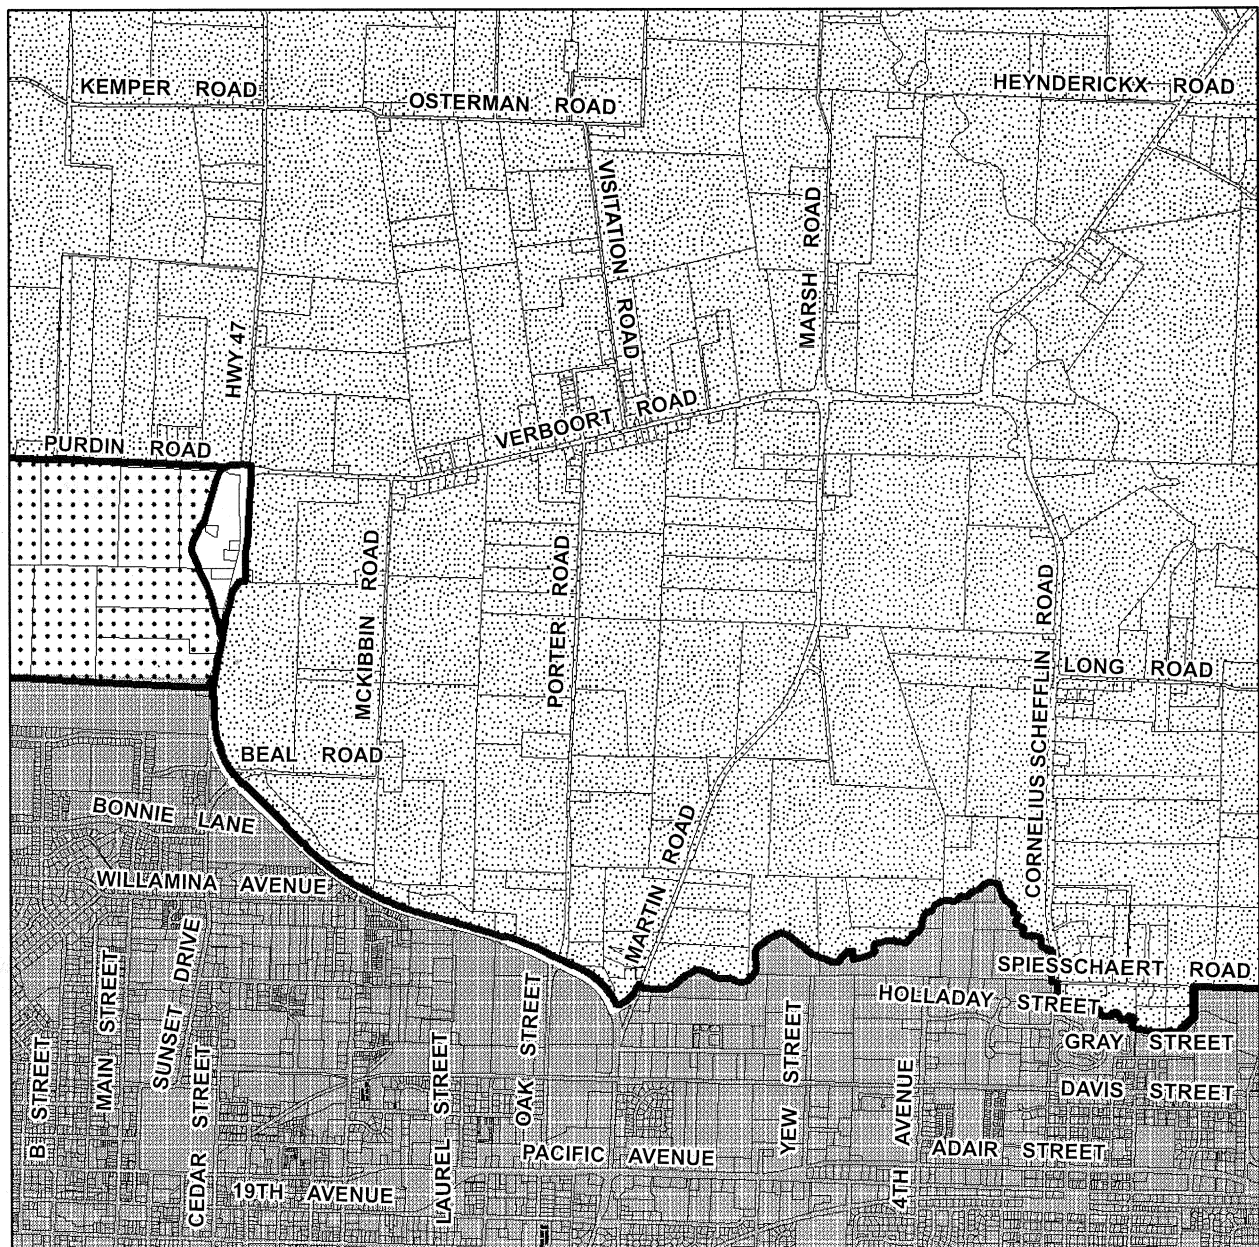 KEMPER ROAD
OSTERMAN ROAD
HEYNDERICKX ROAD
VISITATION ROAD
MARSH ROAD
HWY 47
VERBOORT ROAD
PURDIN ROAD
MCKIBBIN ROAD
PORTER ROAD
CORNELIUS SCHEFFLIN ROAD
LONG ROAD
BEAL ROAD
BONNIE LANE
MARTIN ROAD
WILLAMINA AVENUE
SUNSET DRIVE
MAIN STREET
SPIESSCHAERT ROAD
HOLLADAY STREET
OAK STREET
YEW STREET
GRAY STREET
B STREET
CEDAR STREET
LAUREL STREET
4TH AVENUE
DAVIS STREET
PACIFIC AVENUE
ADAIR STREET
19TH AVENUE